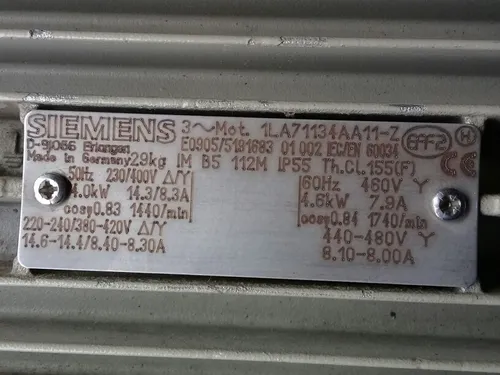 SIEMENS 3~Mot. 1LA71134AA11-Z
D-91056 Erlangen E0905/5191683 01 002 IEC/EN 60034
Made in Germany 29kg IM B5 112M IP55 Th.Cl.155(F)
EFF2
H
CE
50Hz 230/400V Δ/Y
4.0kW 14.3/8.3A
cosφ0.83 1440/min
220-240/380-420V Δ/Y
14.6-14.4/8.40-8.30A
60Hz 460V Y
4.6kW 7.9A
cosφ0.84 1740/min
440-480V Y
8.10-8.00A